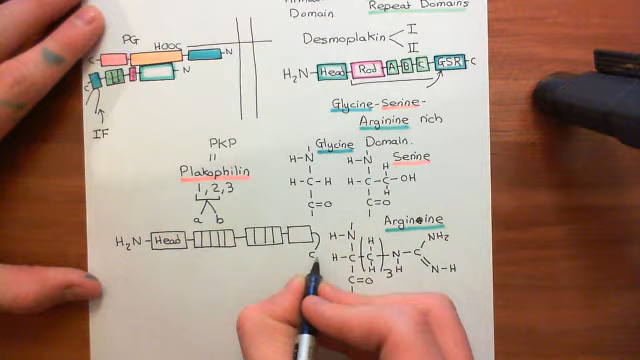 Domain
Repeat Domains
PG
HOOC
N
C
N
C
IF
Desmoplakin
I
II
H2N
Head
Rod
A
B
C
GSR
C
Glycine-Serine-
Arginine rich
Domain.
PKP
=
Plakophilin
1, 2, 3
a b
H2N
Head
C
Glycine
H-N
H-C-H
C=O
Serine
H-N
H
H-C-C-OH
H
C=O
Arginine
H-N
H
H-C
C
N
C
NH2
H
3
H
N-H
C=O